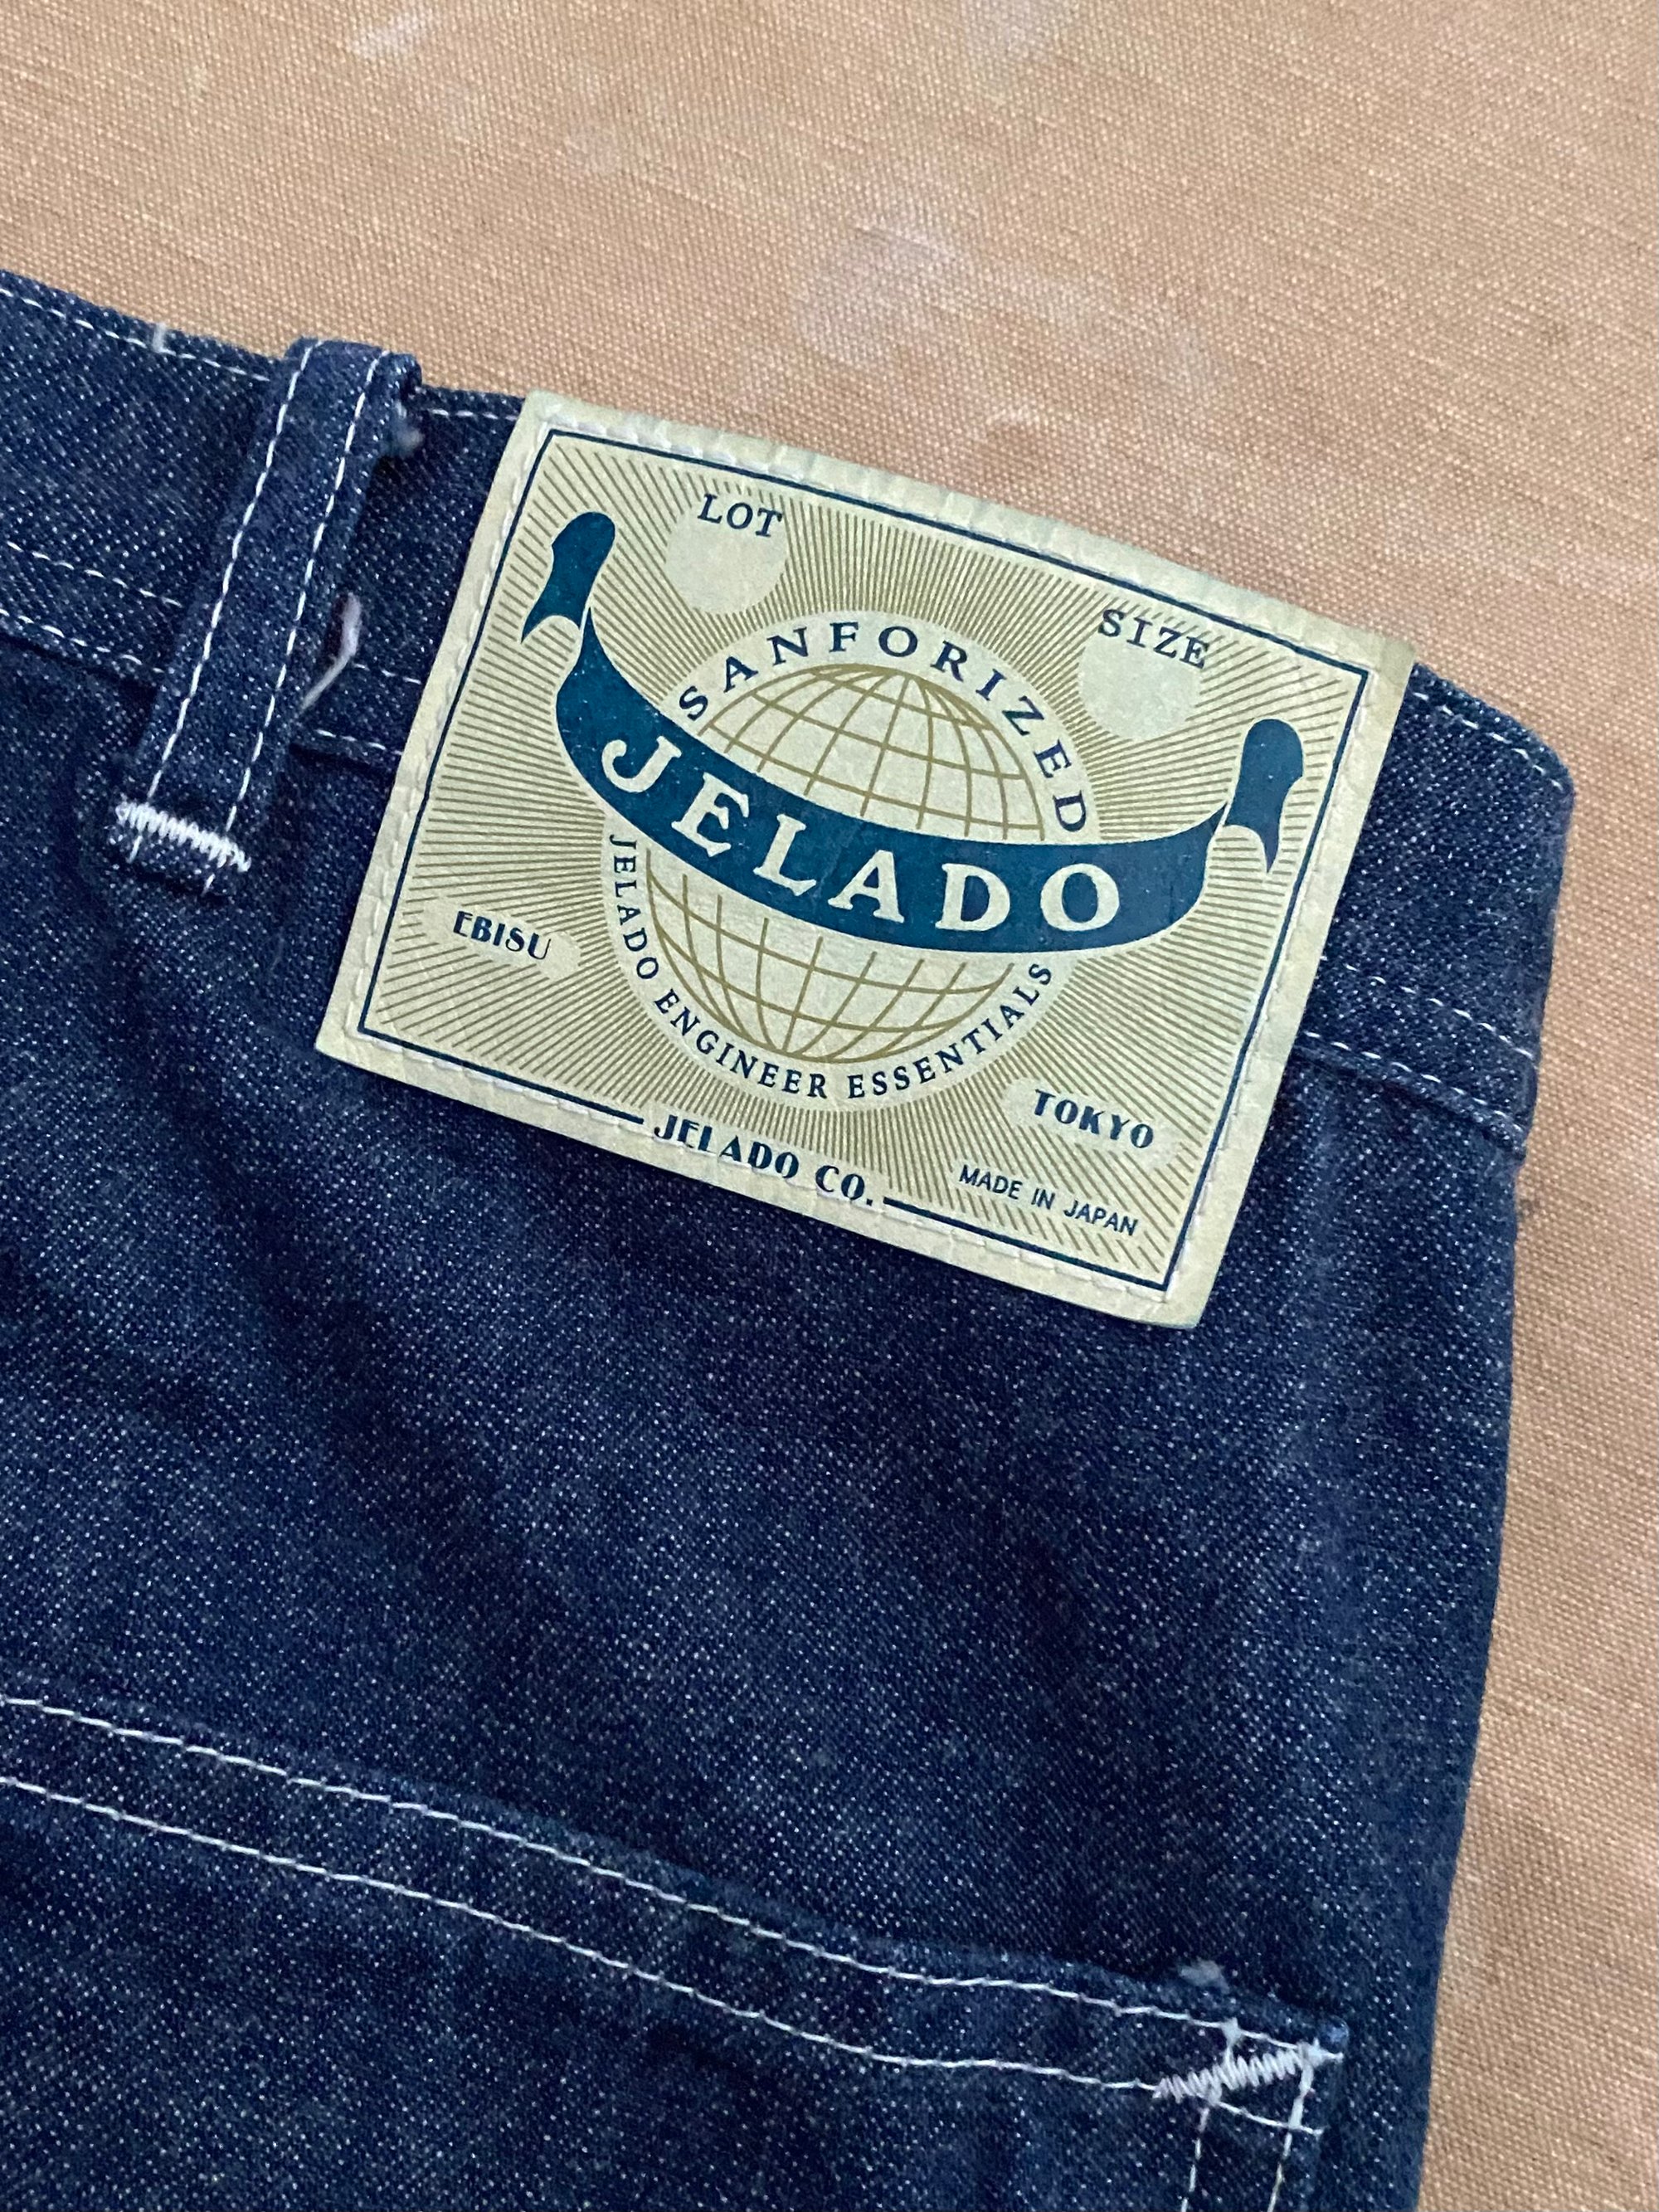 LOT
SIZE
SANFORIZED
JELADO
JELADO ENGINEER ESSENTIALS
EBISU
TOKYO
MADE IN JAPAN
JELADO CO.